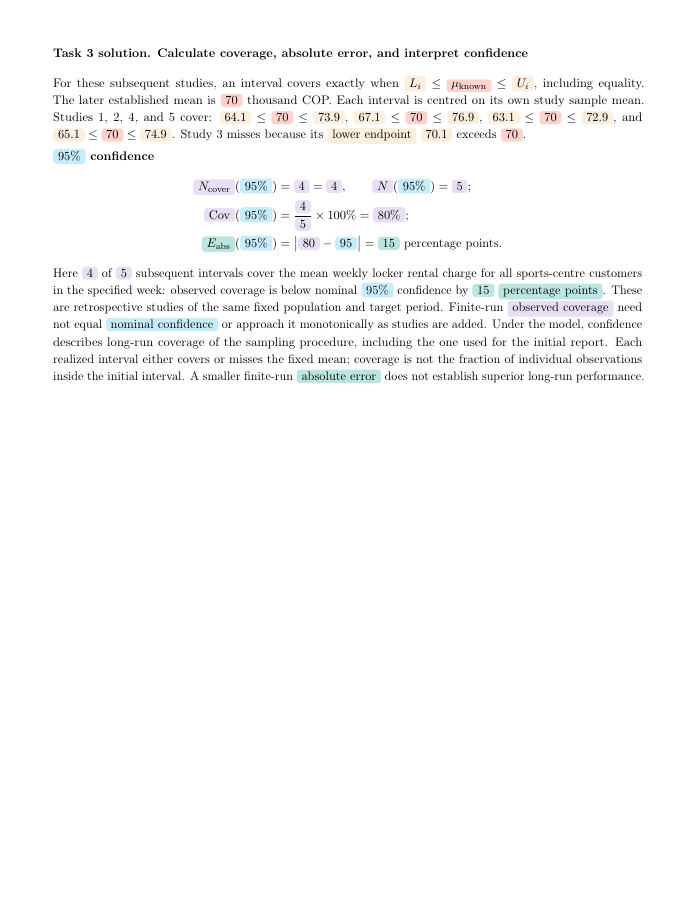 Task 3 solution. Calculate coverage, absolute error, and interpret confidence
For these subsequent studies, an interval covers exactly when L_i ≤ μ_known ≤ U_i, including equality.
The later established mean is 70 thousand COP. Each interval is centred on its own study sample mean.
Studies 1, 2, 4, and 5 cover: 64.1 ≤ 70 ≤ 73.9, 67.1 ≤ 70 ≤ 76.9, 63.1 ≤ 70 ≤ 72.9, and
65.1 ≤ 70 ≤ 74.9. Study 3 misses because its lower endpoint 70.1 exceeds 70.
95% confidence
N_cover(95%) = 4 = 4, N(95%) = 5;
Cov(95%) = 4/5 × 100% = 80%;
E_abs(95%) = |80 − 95| = 15 percentage points.
Here 4 of 5 subsequent intervals cover the mean weekly locker rental charge for all sports-centre customers
in the specified week: observed coverage is below nominal 95% confidence by 15 percentage points. These
are retrospective studies of the same fixed population and target period. Finite-run observed coverage need
not equal nominal confidence or approach it monotonically as studies are added. Under the model, confidence
describes long-run coverage of the sampling procedure, including the one used for the initial report. Each
realized interval either covers or misses the fixed mean; coverage is not the fraction of individual observations
inside the initial interval. A smaller finite-run absolute error does not establish superior long-run performance.